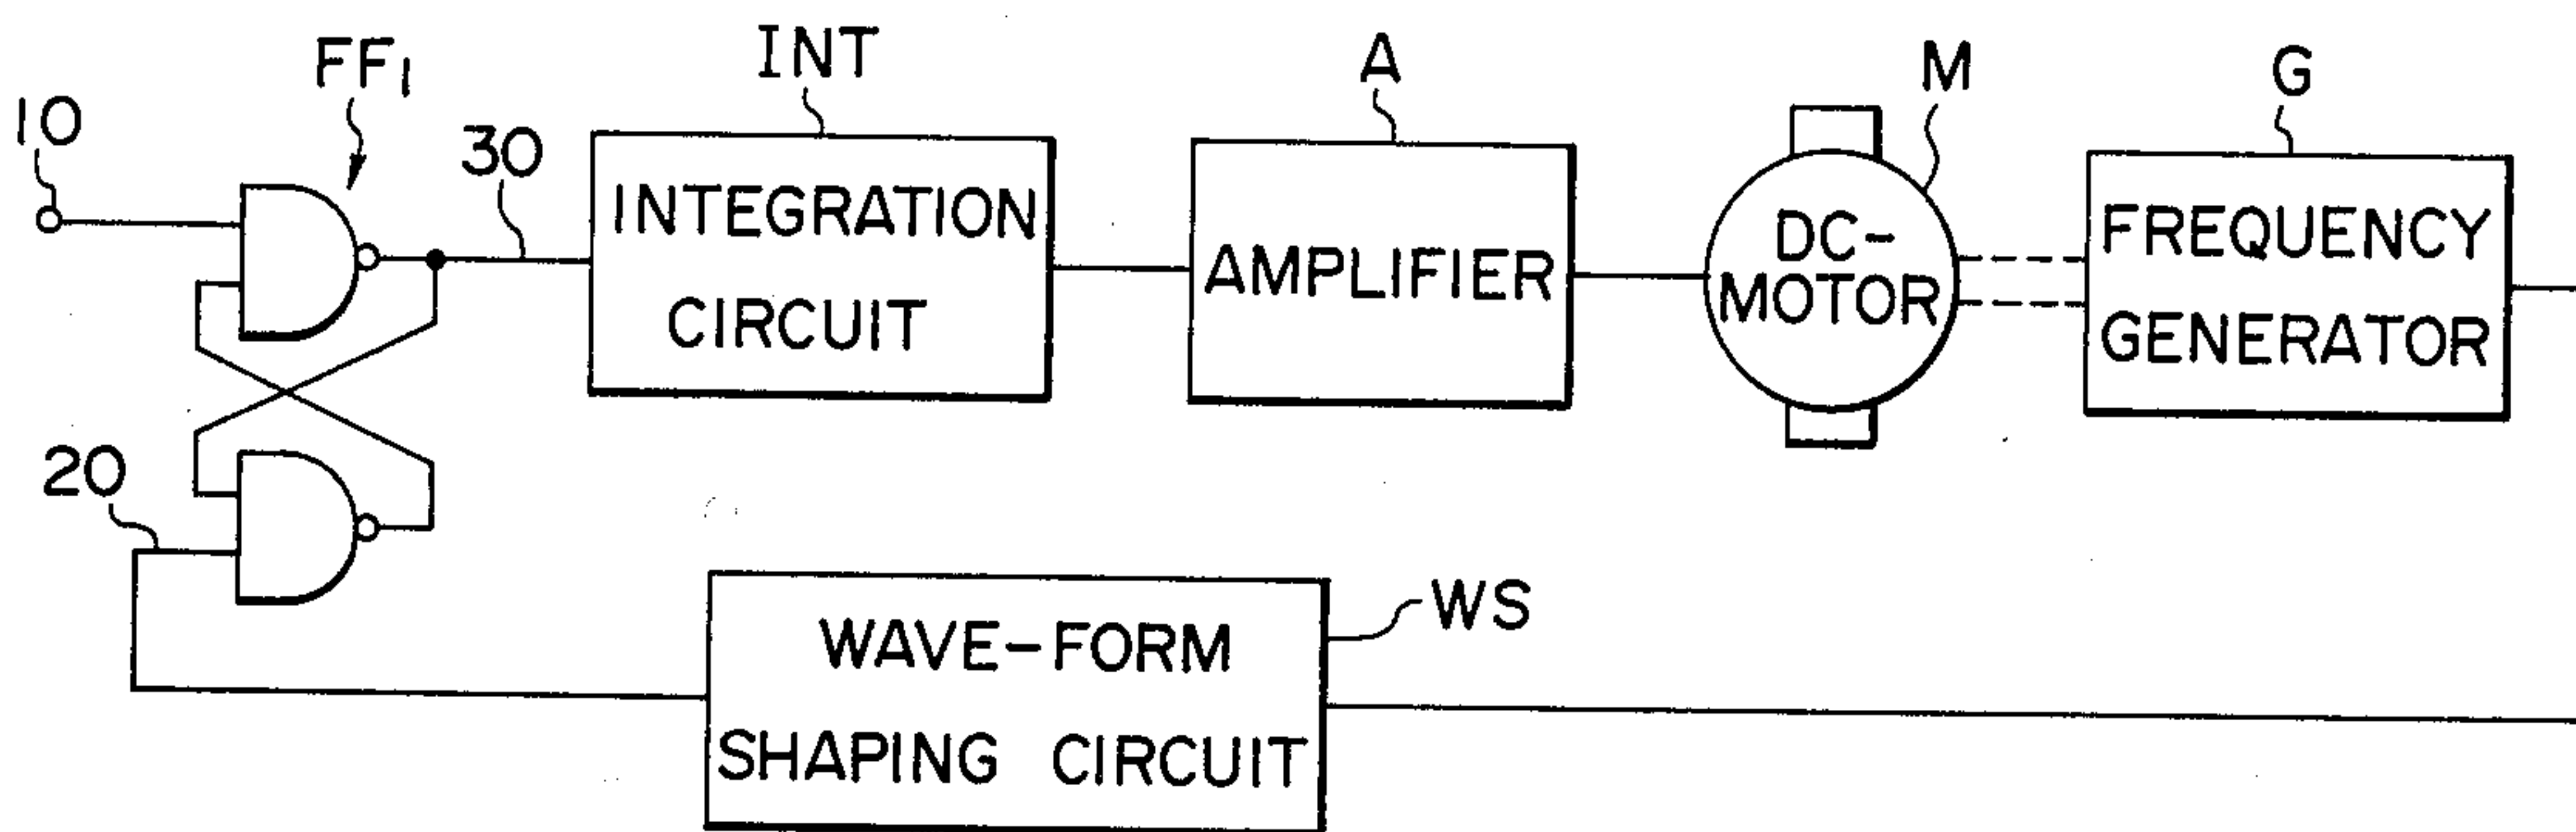 10
FF1
30
INT
INTEGRATION
CIRCUIT
A
AMPLIFIER
M
DC-
MOTOR
G
FREQUENCY
GENERATOR
20
WAVE-FORM
SHAPING CIRCUIT
WS